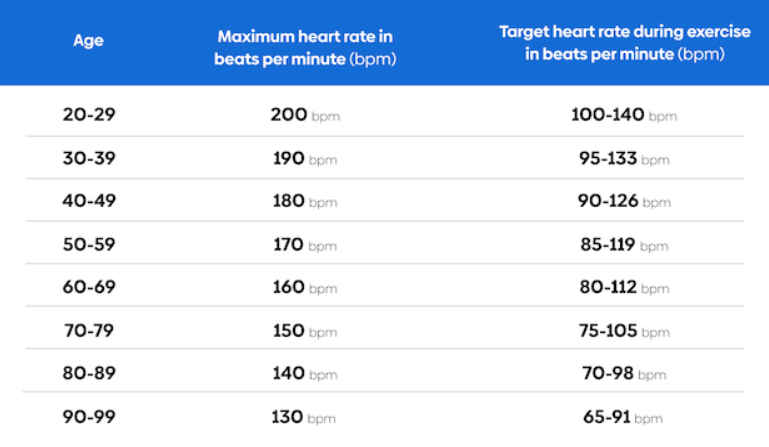 Age
Maximum heart rate in
beats per minute (bpm)
Target heart rate during exercise
in beats per minute (bpm)
20-29 200 bpm 100-140 bpm
30-39 190 bpm 95-133 bpm
40-49 180 bpm 90-126 bpm
50-59 170 bpm 85-119 bpm
60-69 160 bpm 80-112 bpm
70-79 150 bpm 75-105 bpm
80-89 140 bpm 70-98 bpm
90-99 130 bpm 65-91 bpm